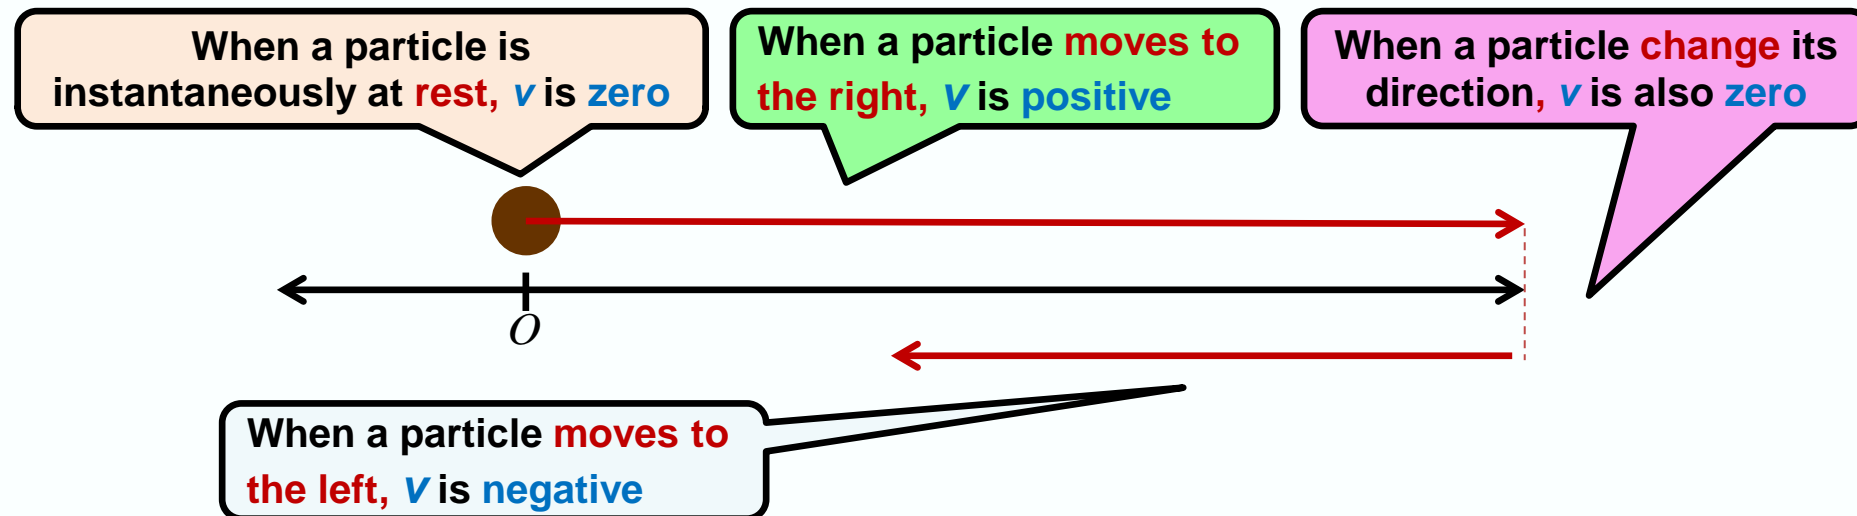 When a particle is
instantaneously at rest, v is zero
When a particle moves to
the right, v is positive
When a particle change its
direction, v is also zero
O
When a particle moves to
the left, v is negative